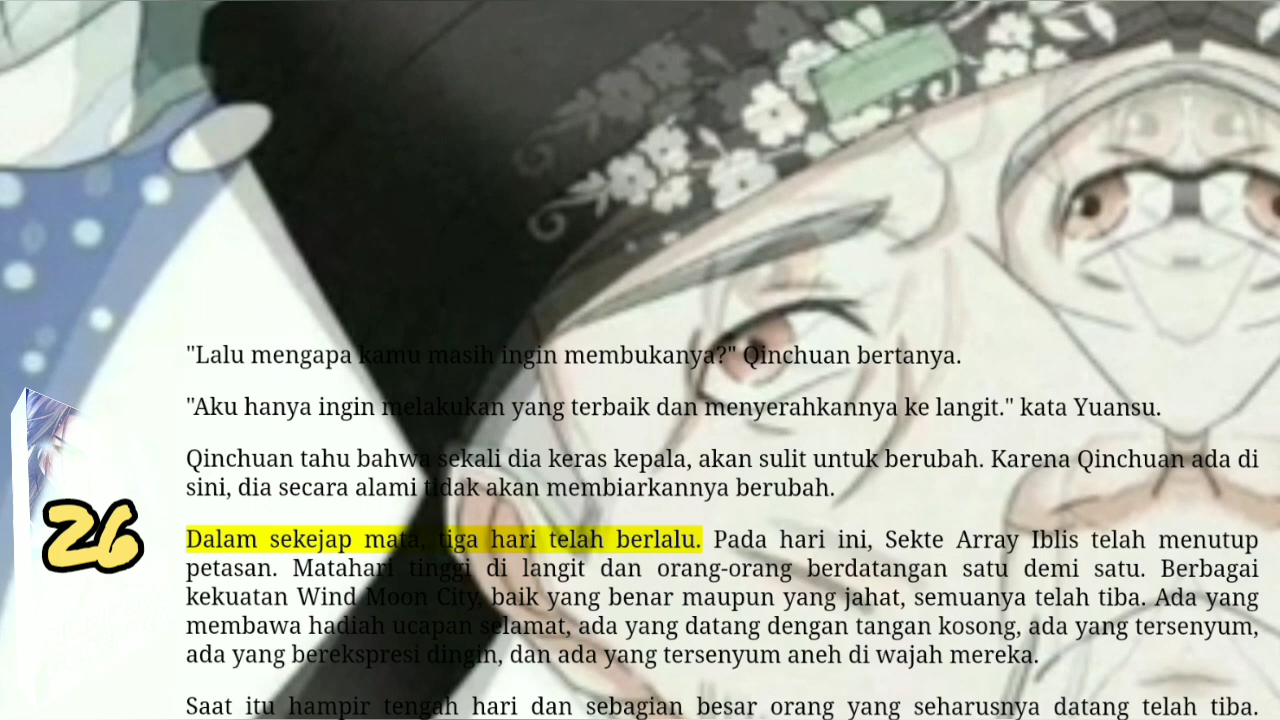 "Lalu mengapa kamu masih ingin membukanya?" Qinchuan bertanya.
"Aku hanya ingin melakukan yang terbaik dan menyerahkannya ke langit." kata Yuansu.
Qinchuan tahu bahwa sekali dia keras kepala, akan sulit untuk berubah. Karena Qinchuan ada di
sini, dia secara alami tidak akan membiarkannya berubah.
26
Dalam sekejap mata, tiga hari telah berlalu. Pada hari ini, Sekte Array Iblis telah menutup
petasan. Matahari tinggi di langit dan orang-orang berdatangan satu demi satu. Berbagai
kekuatan Wind Moon City, baik yang benar maupun yang jahat, semuanya telah tiba. Ada yang
membawa hadiah ucapan selamat, ada yang datang dengan tangan kosong, ada yang tersenyum,
ada yang berekspresi dingin, dan ada yang tersenyum aneh di wajah mereka.
Saat itu hampir tengah hari dan sebagian besar orang yang seharusnya datang telah tiba.